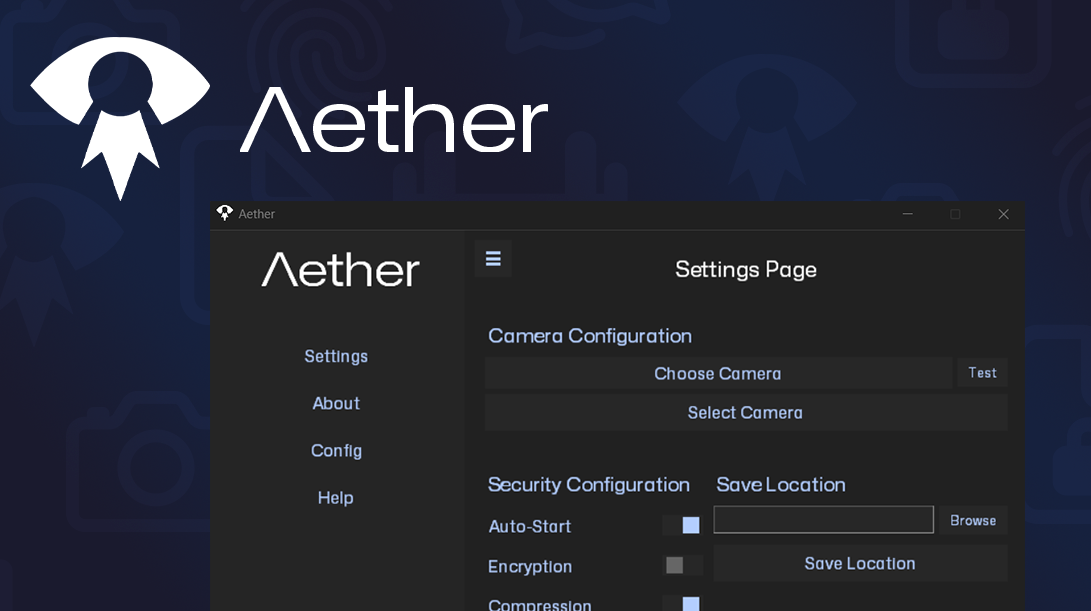 Aether
Aether
Aether
Settings Page
Settings
About
Config
Help
Camera Configuration
Choose Camera
Test
Select Camera
Security Configuration
Save Location
Auto-Start
Browse
Encryption
Save Location
Compression